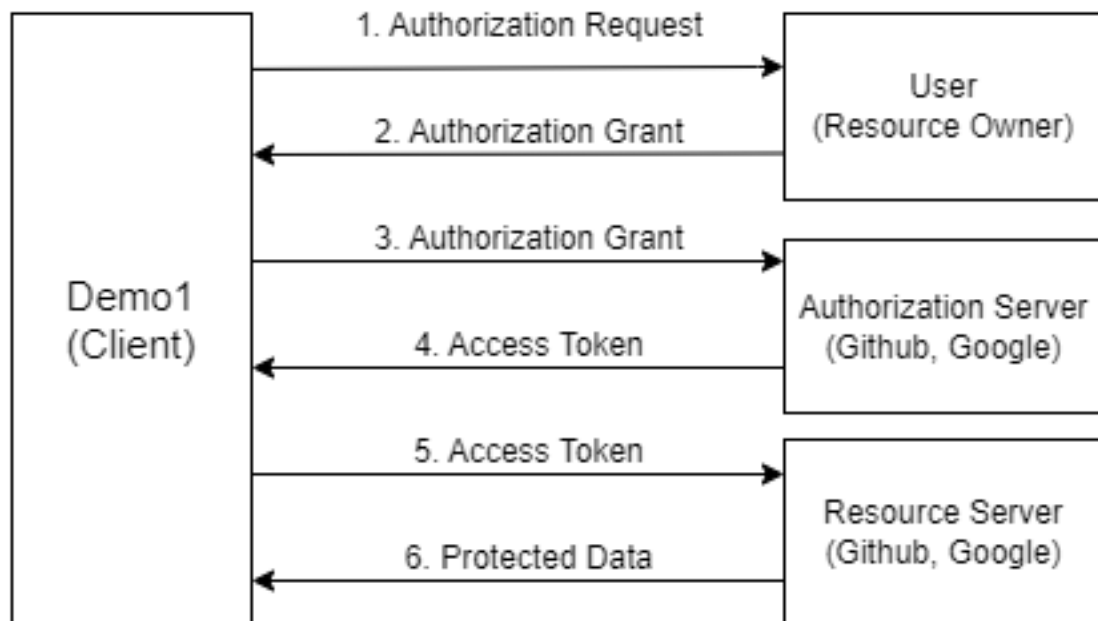 1. Authorization Request
User
(Resource Owner)
2. Authorization Grant
3. Authorization Grant
Demo1
(Client)
Authorization Server
(Github, Google)
4. Access Token
5. Access Token
Resource Server
(Github, Google)
6. Protected Data